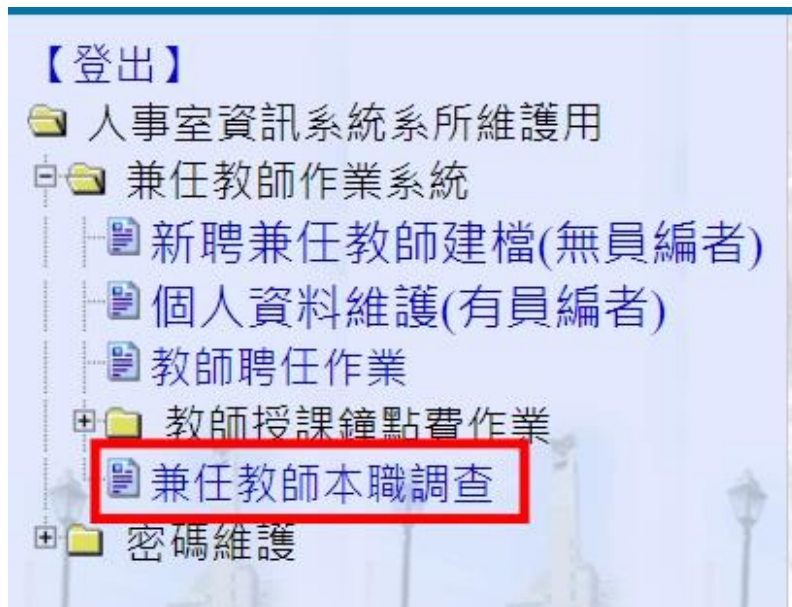 【登出】
人事室資訊系統系所維護用
兼任教師作業系統
新聘兼任教師建檔(無員編者)
個人資料維護(有員編者)
教師聘任作業
教師授課鐘點費作業
兼任教師本職調查
密碼維護